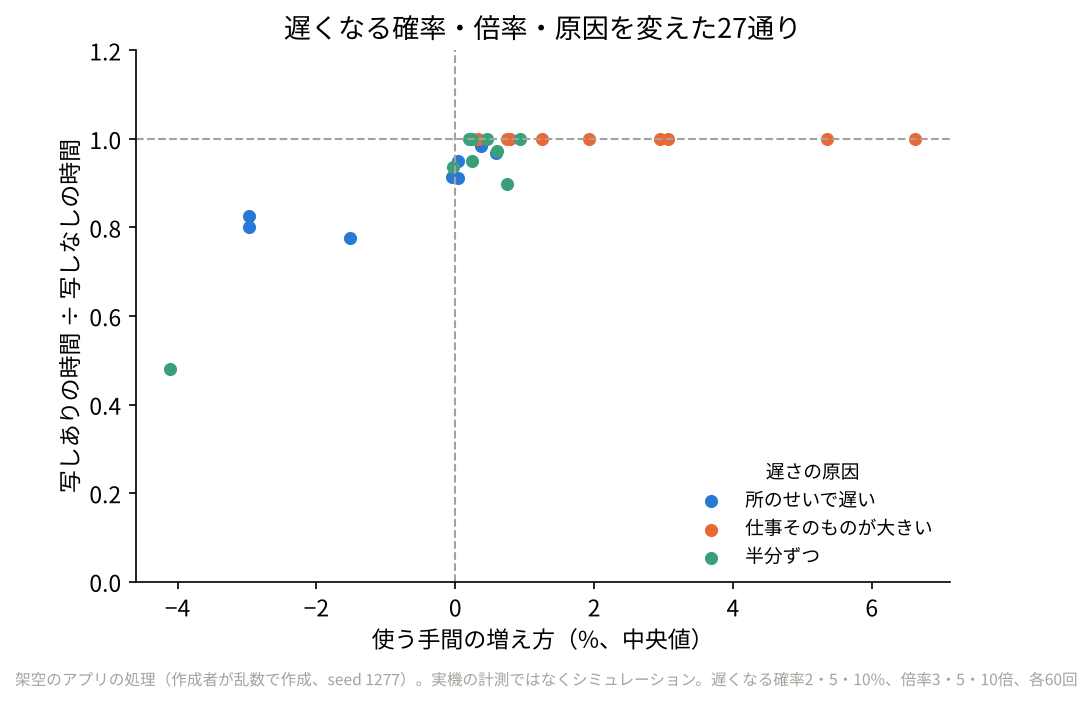 遅くなる確率・倍率・原因を変えた27通り
写しありの時間 ÷ 写しなしの時間
1.2
1.0
0.8
0.6
0.4
0.2
0.0
−4
−2
0
2
4
6
使う手間の増え方（%、中央値）
遅さの原因
所のせいで遅い
仕事そのものが大きい
半分ずつ
架空のアプリの処理（作成者が乱数で作成、seed 1277）。実機の計測ではなくシミュレーション。遅くなる確率2・5・10%、倍率3・5・10倍、各60回